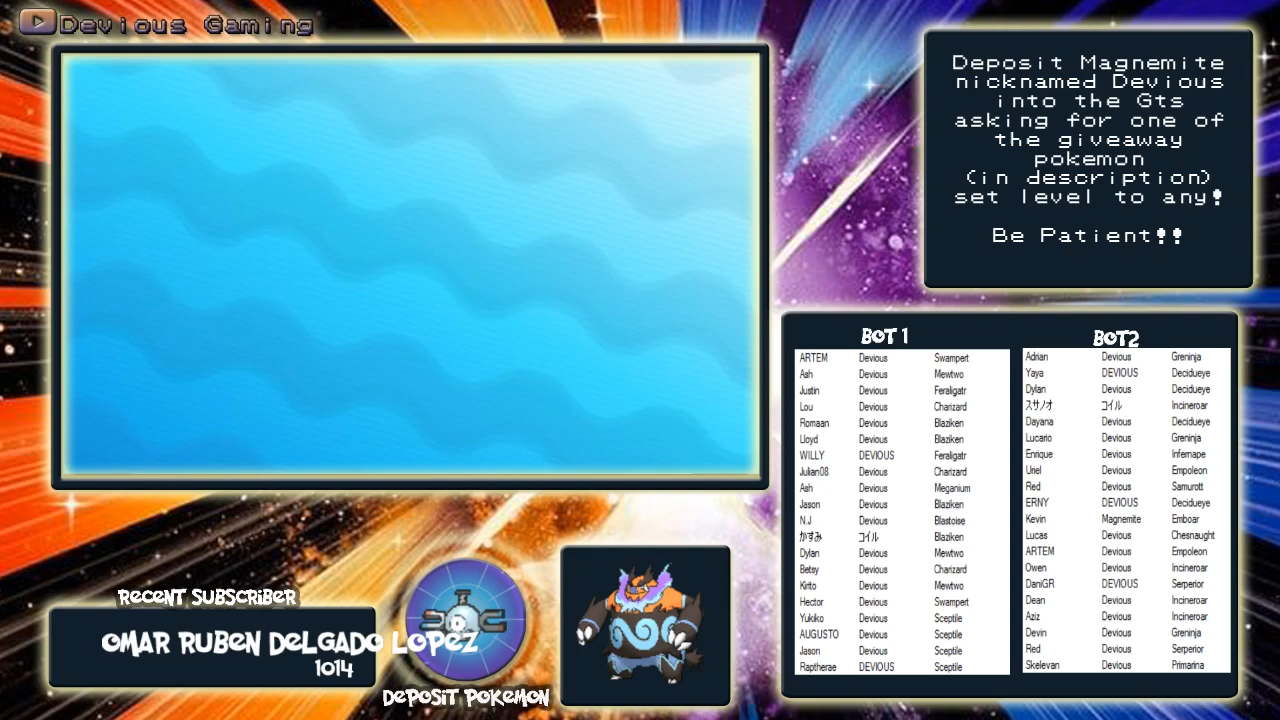 Devious Gaming
Deposit Magnemite
nicknamed Devious
into the Gts
asking for one of
the giveaway
pokemon
(in description)
set level to any!
Be Patient!!
BOT 1
ARTEM Devious Swampert
Ash Devious Mewtwo
Justin Devious Feraligatr
Lou Devious Charizard
Romaan Devious Blaziken
Lloyd Devious Blaziken
WILLY DEVIOUS Feraligatr
Julian08 Devious Charizard
Ash Devious Meganium
Jason Devious Blaziken
N.J Devious Blastoise
かすみ コイル Blaziken
Dylan Devious Mewtwo
Betsy Devious Charizard
Kirito Devious Mewtwo
Hector Devious Swampert
Yukiko Devious Sceptile
AUGUSTO Devious Sceptile
Jason Devious Sceptile
Raptherae DEVIOUS Sceptile
BOT2
Adrian Devious Greninja
Yaya DEVIOUS Decidueye
Dylan Devious Decidueye
スサノオ コイル Incineroar
Dayana Devious Decidueye
Lucario Devious Greninja
Enrique Devious Infernape
Uriel Devious Empoleon
Red Devious Samurott
ERNY DEVIOUS Decidueye
Kevin Magnemite Emboar
Lucas Devious Chesnaught
ARTEM Devious Empoleon
Owen Devious Incineroar
DaniGR DEVIOUS Serperior
Dean Devious Incineroar
Aziz Devious Incineroar
Devin Devious Greninja
Red Devious Serperior
Skelevan Devious Primarina
Recent Subscriber
Omar Ruben Delgado Lopez
1014
Deposit Pokemon